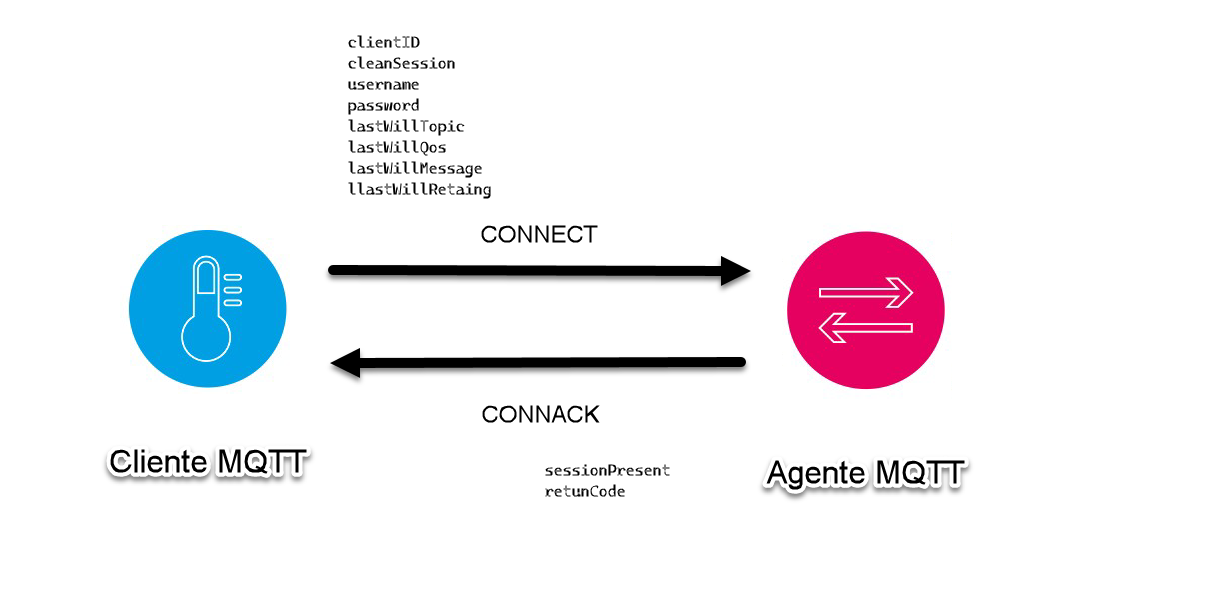 clientID
cleanSession
username
password
lastWillTopic
lastWillQos
lastWillMessage
llastWillRetaing
CONNECT
CONNACK
Cliente MQTT
Agente MQTT
sessionPresent
retunCode